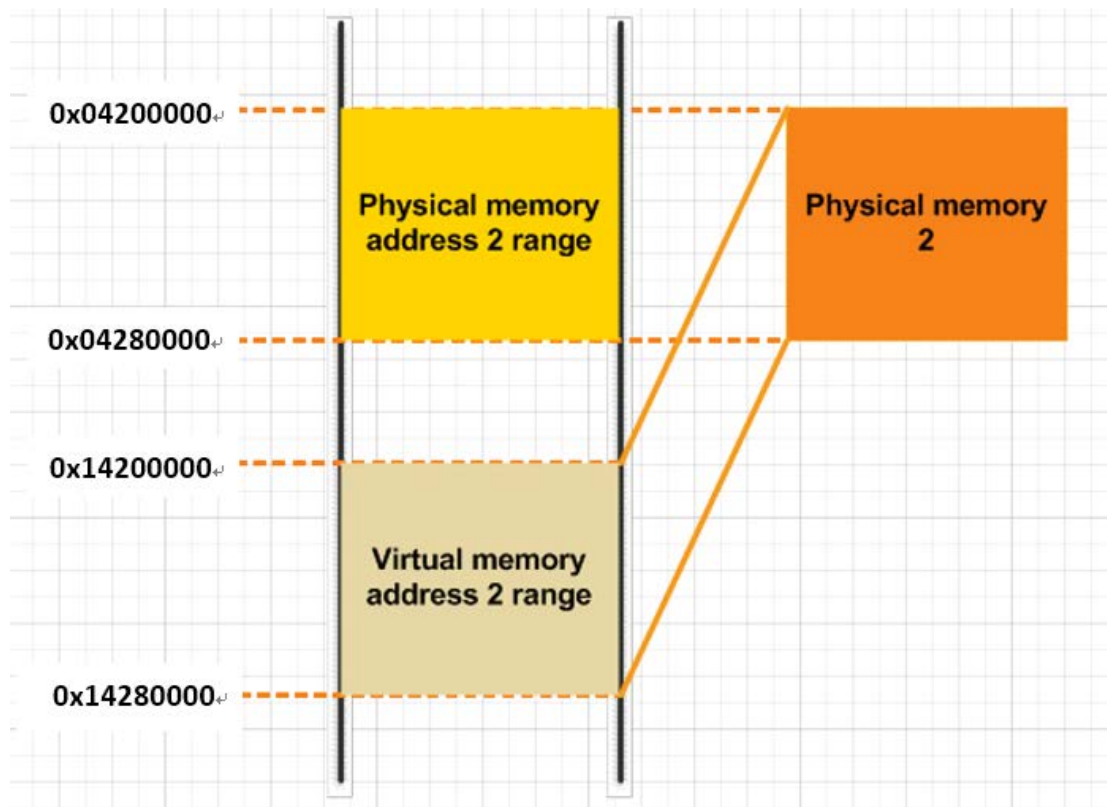 0x04200000↵
Physical memory
address 2 range
Physical memory
2
0x04280000↵
0x14200000↵
Virtual memory
address 2 range
0x14280000↵